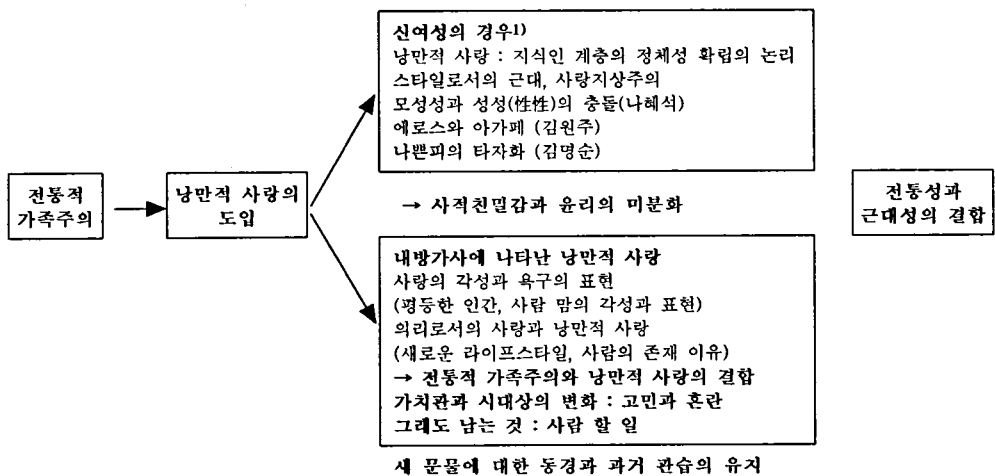 전통적
가족주의
낭만적 사랑의
도입
신여성의 경우1)
낭만적 사랑 : 지식인 계층의 정체성 확립의 논리
스타일로서의 근대, 사랑지상주의
모성성과 성성(性性)의 충돌(나혜석)
에로스와 아가페 (김원주)
나쁜피의 타자화 (김명순)
→ 사적친밀감과 윤리의 미분화
내방가사에 나타난 낭만적 사랑
사랑의 각성과 욕구의 표현
(평등한 인간, 사람 맘의 각성과 표현)
의리로서의 사랑과 낭만적 사랑
(새로운 라이프스타일, 사람의 존재 이유)
→ 전통적 가족주의와 낭만적 사랑의 결합
가치관과 시대상의 변화 : 고민과 혼란
그래도 남는 것 : 사람 할 일
새 문물에 대한 동경과 과거 관습의 유지
전통성과
근대성의 결합